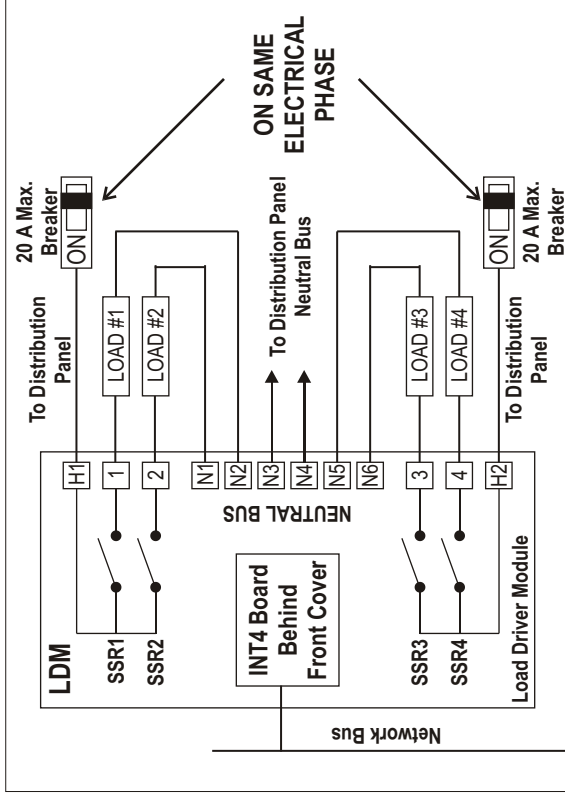 20 A Max.
Breaker
ON
To Distribution
Panel
ON SAME
ELECTRICAL
PHASE
LOAD #1
LOAD #2
To Distribution Panel
Neutral Bus
LOAD #3
LOAD #4
20 A Max.
Breaker
ON
To Distribution
Panel
H1
1
2
N1
N2
N3
N4
N5
N6
3
4
H2
NEUTRAL BUS
LDM
SSR1
SSR2
INT4 Board
Behind
Front Cover
SSR3
SSR4
Load Driver Module
Network Bus